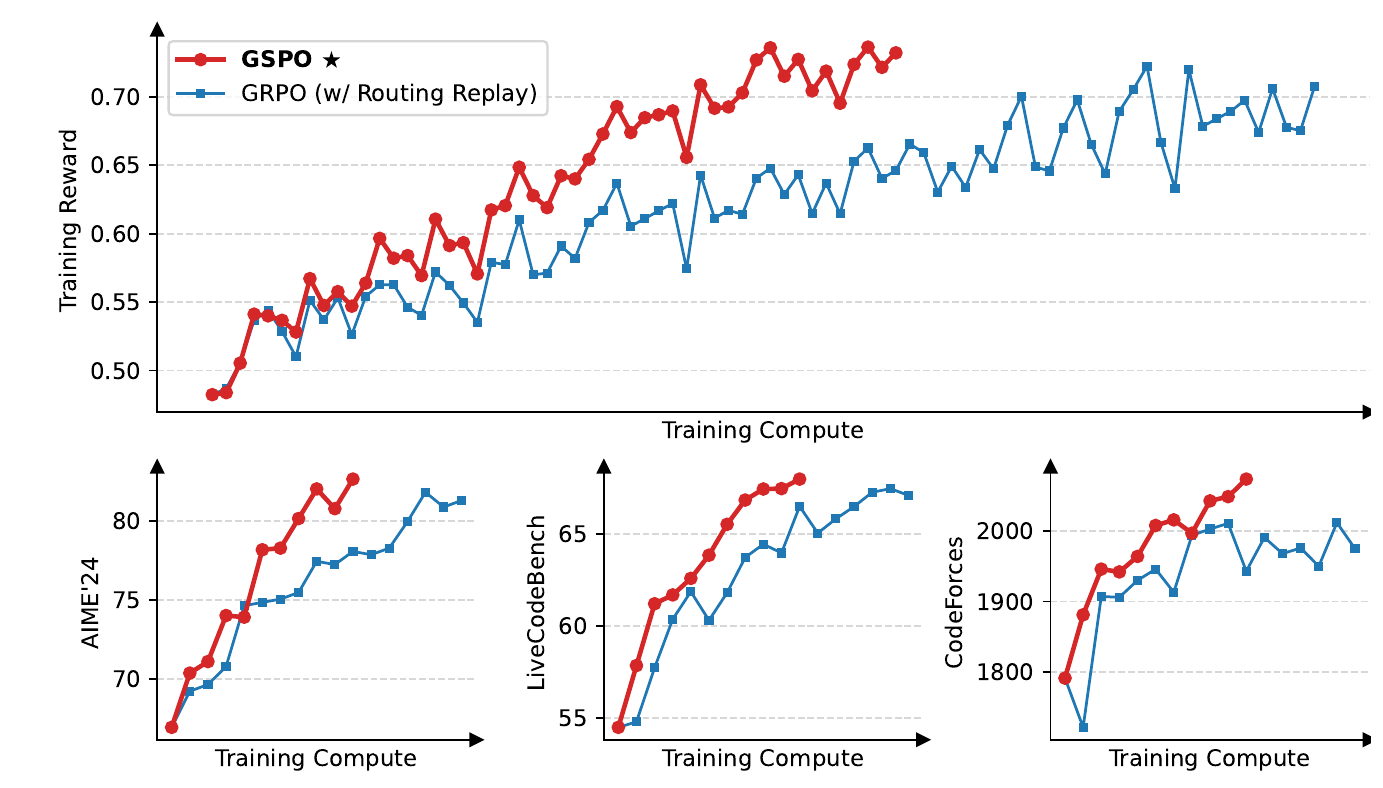 GSPO ★
GRPO (w/ Routing Replay)
Training Reward
0.70
0.65
0.60
0.55
0.50
Training Compute
AIME'24
80
75
70
Training Compute
LiveCodeBench
65
60
55
Training Compute
CodeForces
2000
1900
1800
Training Compute